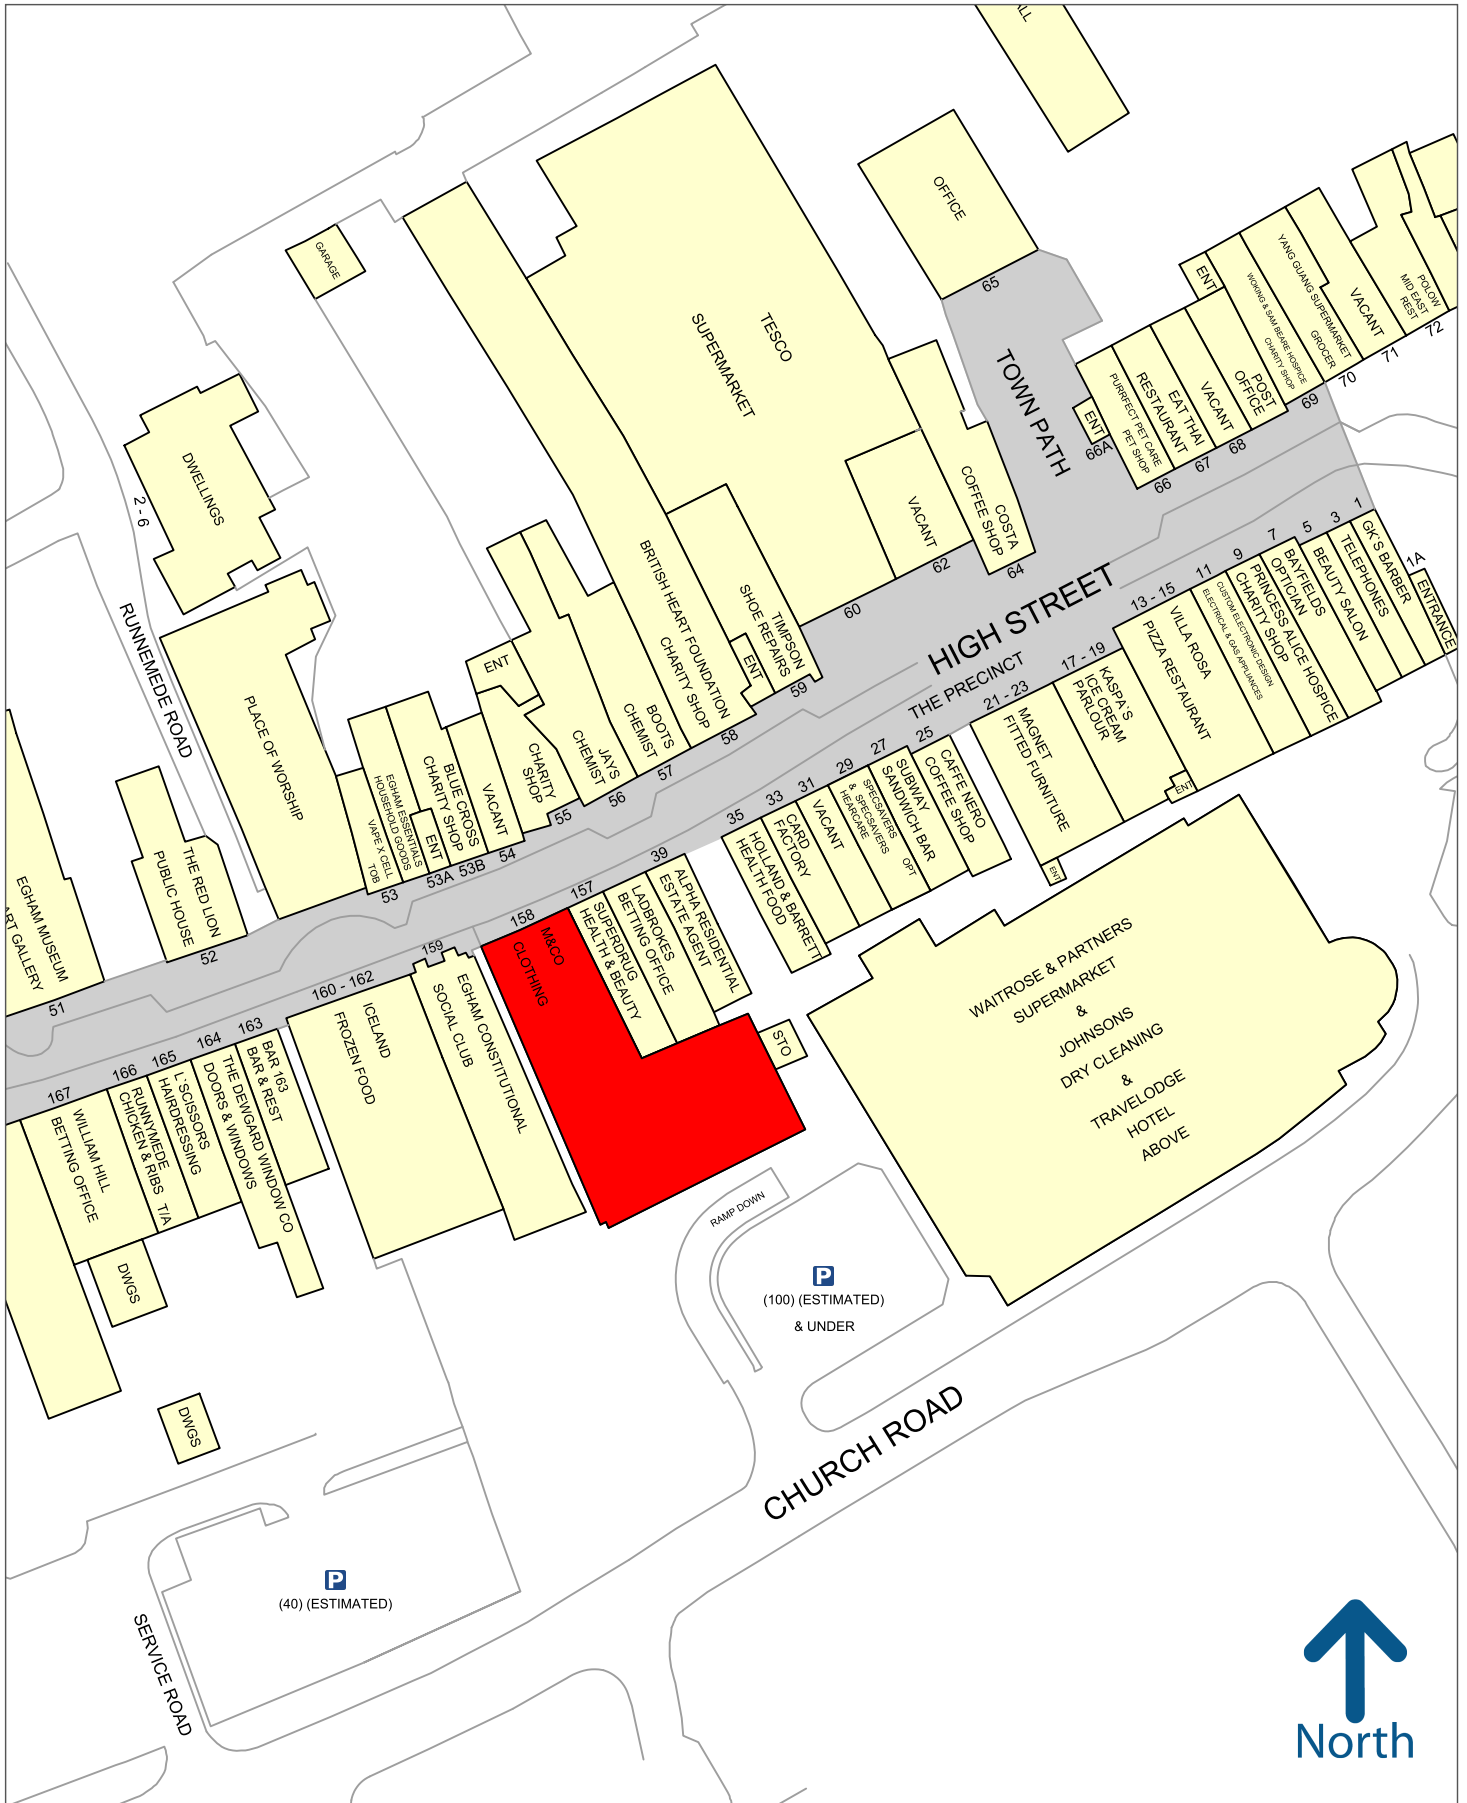 OFFICE
65
GARAGE
TESCO
SUPERMARKET
TOWN PATH
ENT
WOKING & SAM BEARE HOSPICE
CHARITY SHOP
69
YANG GUANG SUPERMARKET
GROCER
70
VACANT
71
POLOW
MID EAST
REST
72
ENT
66A
PURRFECT PET CARE
PET SHOP
66
EAT THAI
RESTAURANT
67
VACANT
68
POST
OFFICE
DWELLINGS
2 - 6
RUNNEMEDE ROAD
PLACE OF WORSHIP
VACANT
62
COSTA
COFFEE SHOP
64
60
TIMPSON
SHOE REPAIRS
59
ENT
BRITISH HEART FOUNDATION
CHARITY SHOP
58
BOOTS
CHEMIST
57
JAYS
CHEMIST
56
ENT
CHARITY
SHOP
55
VACANT
54
BLUE CROSS
CHARITY SHOP
53B
ENT
53A
EGHAM ESSENTIALS
HOUSEHOLD GOODS
VAPE X CELL
TOB
53
THE RED LION
PUBLIC HOUSE
52
EGHAM MUSEUM
ART GALLERY
51
HIGH STREET
THE PRECINCT
1A
ENTRANCE
1
GK'S BARBER
3
TELEPHONES
5
BEAUTY SALON
7
BAYFIELDS
OPTICIAN
9
PRINCESS ALICE HOSPICE
CHARITY SHOP
11
CUSTOM ELECTRONIC DESIGN
ELECTRICAL & GAS APPLIANCES
13 - 15
VILLA ROSA
PIZZA RESTAURANT
ENT
17 - 19
KASPA`S
ICE CREAM
PARLOUR
21 - 23
MAGNET
FITTED FURNITURE
ENT
25
CAFFE NERO
COFFEE SHOP
27
SUBWAY
SANDWICH BAR
29
SPECSAVERS
& SPECSAVERS
HEARCARE
OPT
31
VACANT
33
CARD
FACTORY
35
HOLLAND & BARRETT
HEALTH FOOD
39
ALPHA RESIDENTIAL
ESTATE AGENT
LADBROKES
BETTING OFFICE
157
SUPERDRUG
HEALTH & BEAUTY
158
M&CO
CLOTHING
STO
159
EGHAM CONSTITUTIONAL
SOCIAL CLUB
160 - 162
ICELAND
FROZEN FOOD
163
BAR 163
BAR & REST
164
THE DEWGARD WINDOW CO
DOORS & WINDOWS
165
L`SCISSORS
HAIRDRESSING
166
RUNNYMEDE
CHICKEN & RIBS T/A
167
WILLIAM HILL
BETTING OFFICE
DWGS
DWGS
WAITROSE & PARTNERS
SUPERMARKET
&
JOHNSONS
DRY CLEANING
&
TRAVELODGE
HOTEL
ABOVE
RAMP DOWN
P
(100) (ESTIMATED)
& UNDER
CHURCH ROAD
P
(40) (ESTIMATED)
SERVICE ROAD
North